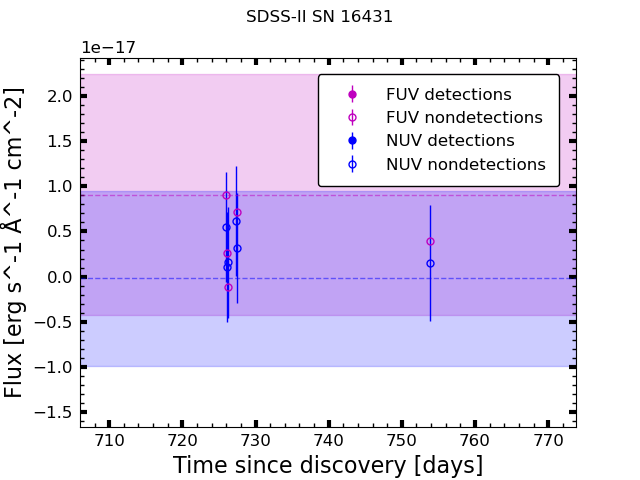 SDSS-II SN 16431
1e−17
FUV detections
FUV nondetections
NUV detections
NUV nondetections
2.0
1.5
1.0
0.5
0.0
−0.5
−1.0
−1.5
Flux [erg s^-1 Å^-1 cm^-2]
710 720 730 740 750 760 770
Time since discovery [days]